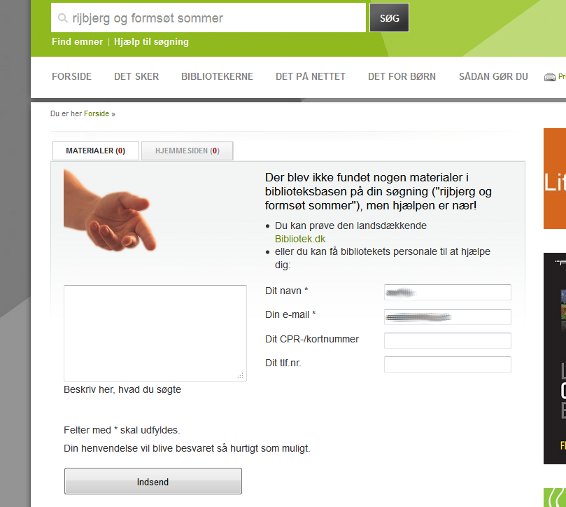 rijbjerg og formsøt sommer
SØG
Find emner | Hjælp til søgning
FORSIDE DET SKER BIBLIOTEKERNE DET PÅ NETTET DET FOR BØRN SÅDAN GØR DU
Du er her Forside »
MATERIALER (0) HJEMMESIDEN (0)
Der blev ikke fundet nogen materialer i
biblioteksbasen på din søgning ("rijbjerg og
formsøt sommer"), men hjælpen er nær!
• Du kan prøve den landsdækkende
Bibliotek.dk
• eller du kan få bibliotekets personale til at hjælpe
dig:
Dit navn *
Din e-mail *
Dit CPR-/kortnummer
Dit tlf.nr.
Beskriv her, hvad du søgte
Felter med * skal udfyldes.
Din henvendelse vil blive besvaret så hurtigt som muligt.
Indsend